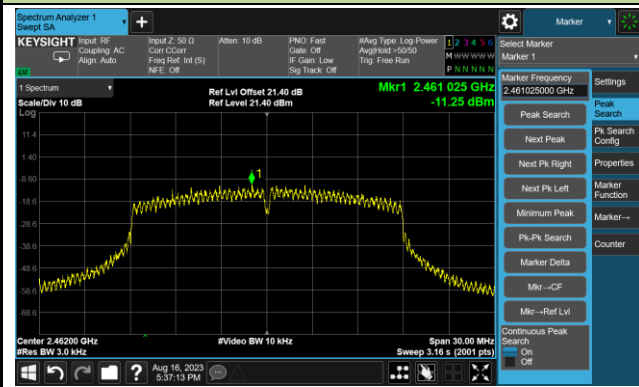 Spectrum Analyzer 1
Swept SA
+
Marker
KEYSIGHT
Input: RF
Coupling: AC
Align: Auto
Input Z: 50 Ω
Corr CCorr
Freq Ref: Int (S)
NFE: Off
Atten: 10 dB
PNO: Fast
Gate: Off
IF Gain: Low
Sig Track: Off
#Avg Type: Log-Power
Avg|Hold:>50/50
Trig: Free Run
1 2 3 4 5 6
M W W W W W
P N N N N N
LVI
Select Marker
Marker 1
1 Spectrum
Scale/Div 10 dB
Log
Ref Lvl Offset 21.40 dB
Ref Level 21.40 dBm
Mkr1 2.461 025 GHz
-11.25 dBm
11.4
1.40
-8.60
-18.6
-28.6
-38.6
-48.6
-58.6
-68.6
1
Marker Frequency
2.461025000 GHz
Peak Search
Next Peak
Next Pk Right
Next Pk Left
Minimum Peak
Pk-Pk Search
Marker Delta
Mkr→CF
Mkr→Ref Lvl
Continuous Peak
Search
On
Off
Settings
Peak
Search
Pk Search
Config
Properties
Marker
Function
Marker→
Counter
Center 2.46200 GHz
#Res BW 3.0 kHz
#Video BW 10 kHz
Span 30.00 MHz
Sweep 3.16 s (2001 pts)
?
Aug 16, 2023
5:37:13 PM